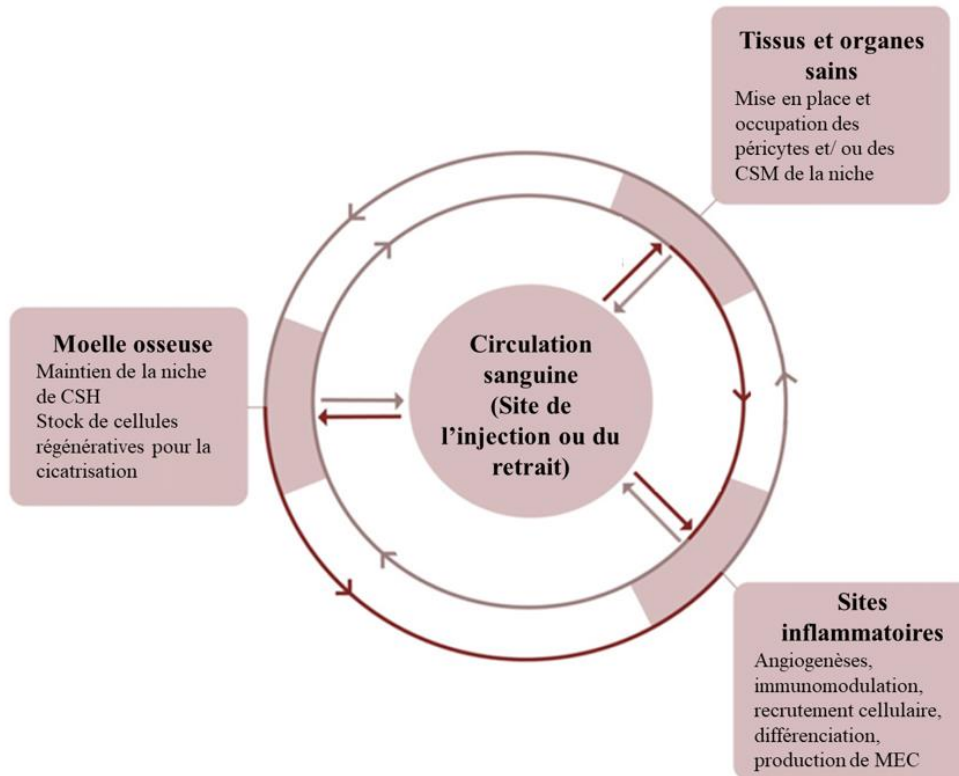 Tissus et organes
sains
Mise en place et
occupation des
péricytes et/ ou des
CSM de la niche
Moelle osseuse
Maintien de la niche
de CSH
Stock de cellules
régénératives pour la
cicatrisation
Circulation
sanguine
(Site de
l'injection ou du
retrait)
Sites
inflammatoires
Angiogenèses,
immunomodulation,
recrutement cellulaire,
différenciation,
production de MEC